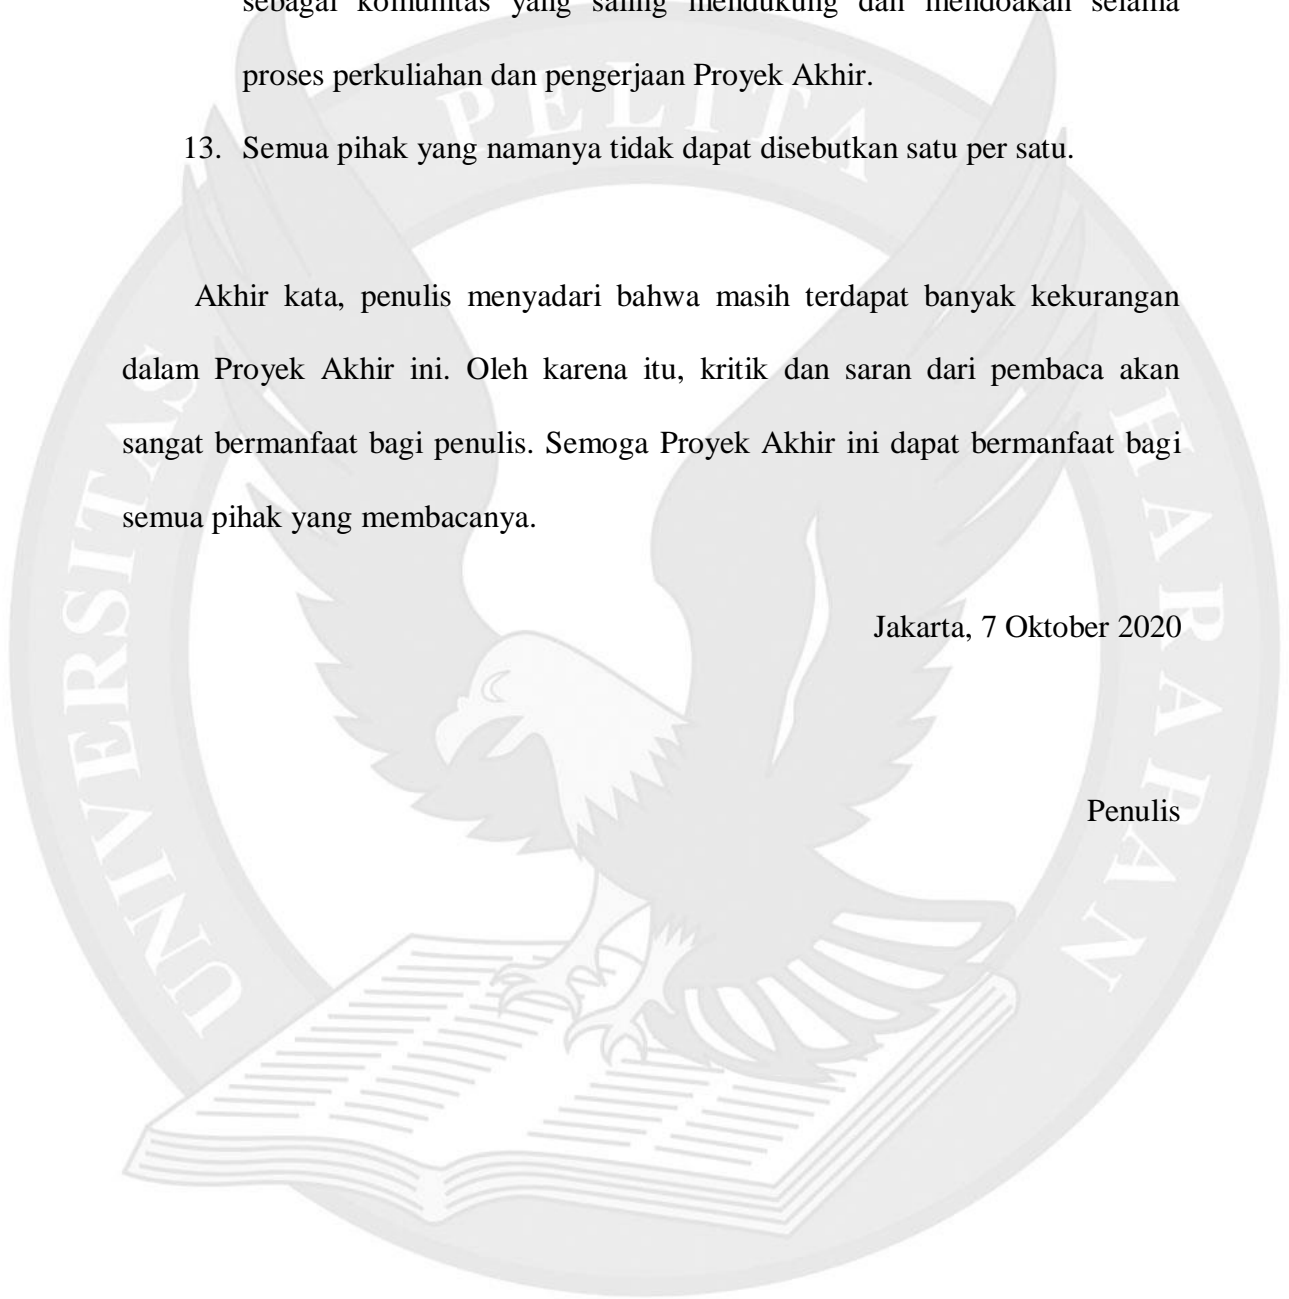 sebagai komunitas yang saling mendukung dan mendoakan selama
proses perkuliahan dan pengerjaan Proyek Akhir.
13. Semua pihak yang namanya tidak dapat disebutkan satu per satu.
Akhir kata, penulis menyadari bahwa masih terdapat banyak kekurangan
dalam Proyek Akhir ini. Oleh karena itu, kritik dan saran dari pembaca akan
sangat bermanfaat bagi penulis. Semoga Proyek Akhir ini dapat bermanfaat bagi
semua pihak yang membacanya.
Jakarta, 7 Oktober 2020
Penulis
UNIVERSITAS PELITA HARAPAN